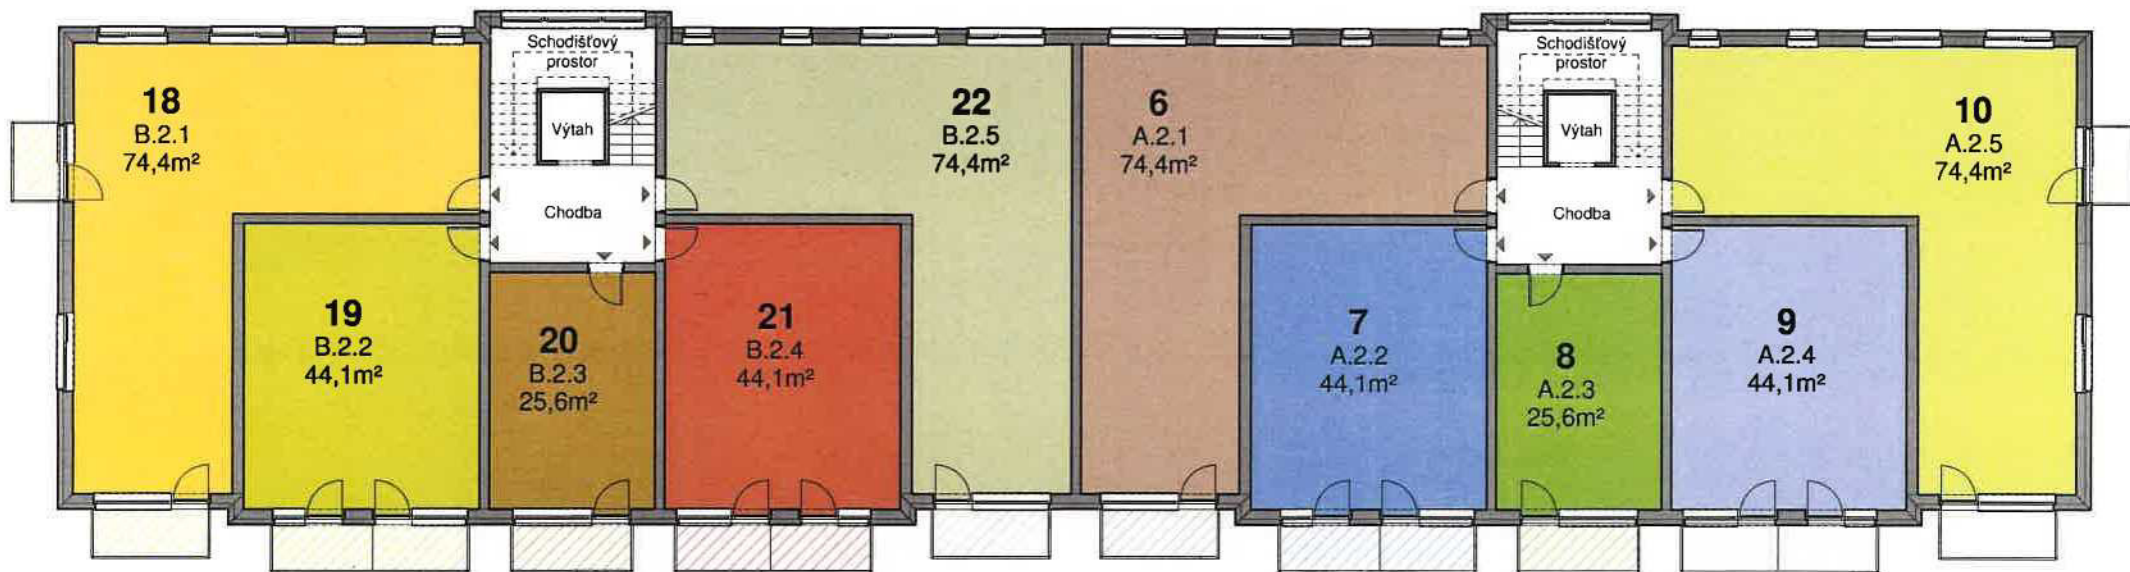 Schodišťový
prostor
Výtah
Chodba
18
B.2.1
74,4m²
19
B.2.2
44,1m²
20
B.2.3
25,6m²
21
B.2.4
44,1m²
22
B.2.5
74,4m²
6
A.2.1
74,4m²
Schodišťový
prostor
Výtah
Chodba
7
A.2.2
44,1m²
8
A.2.3
25,6m²
9
A.2.4
44,1m²
10
A.2.5
74,4m²